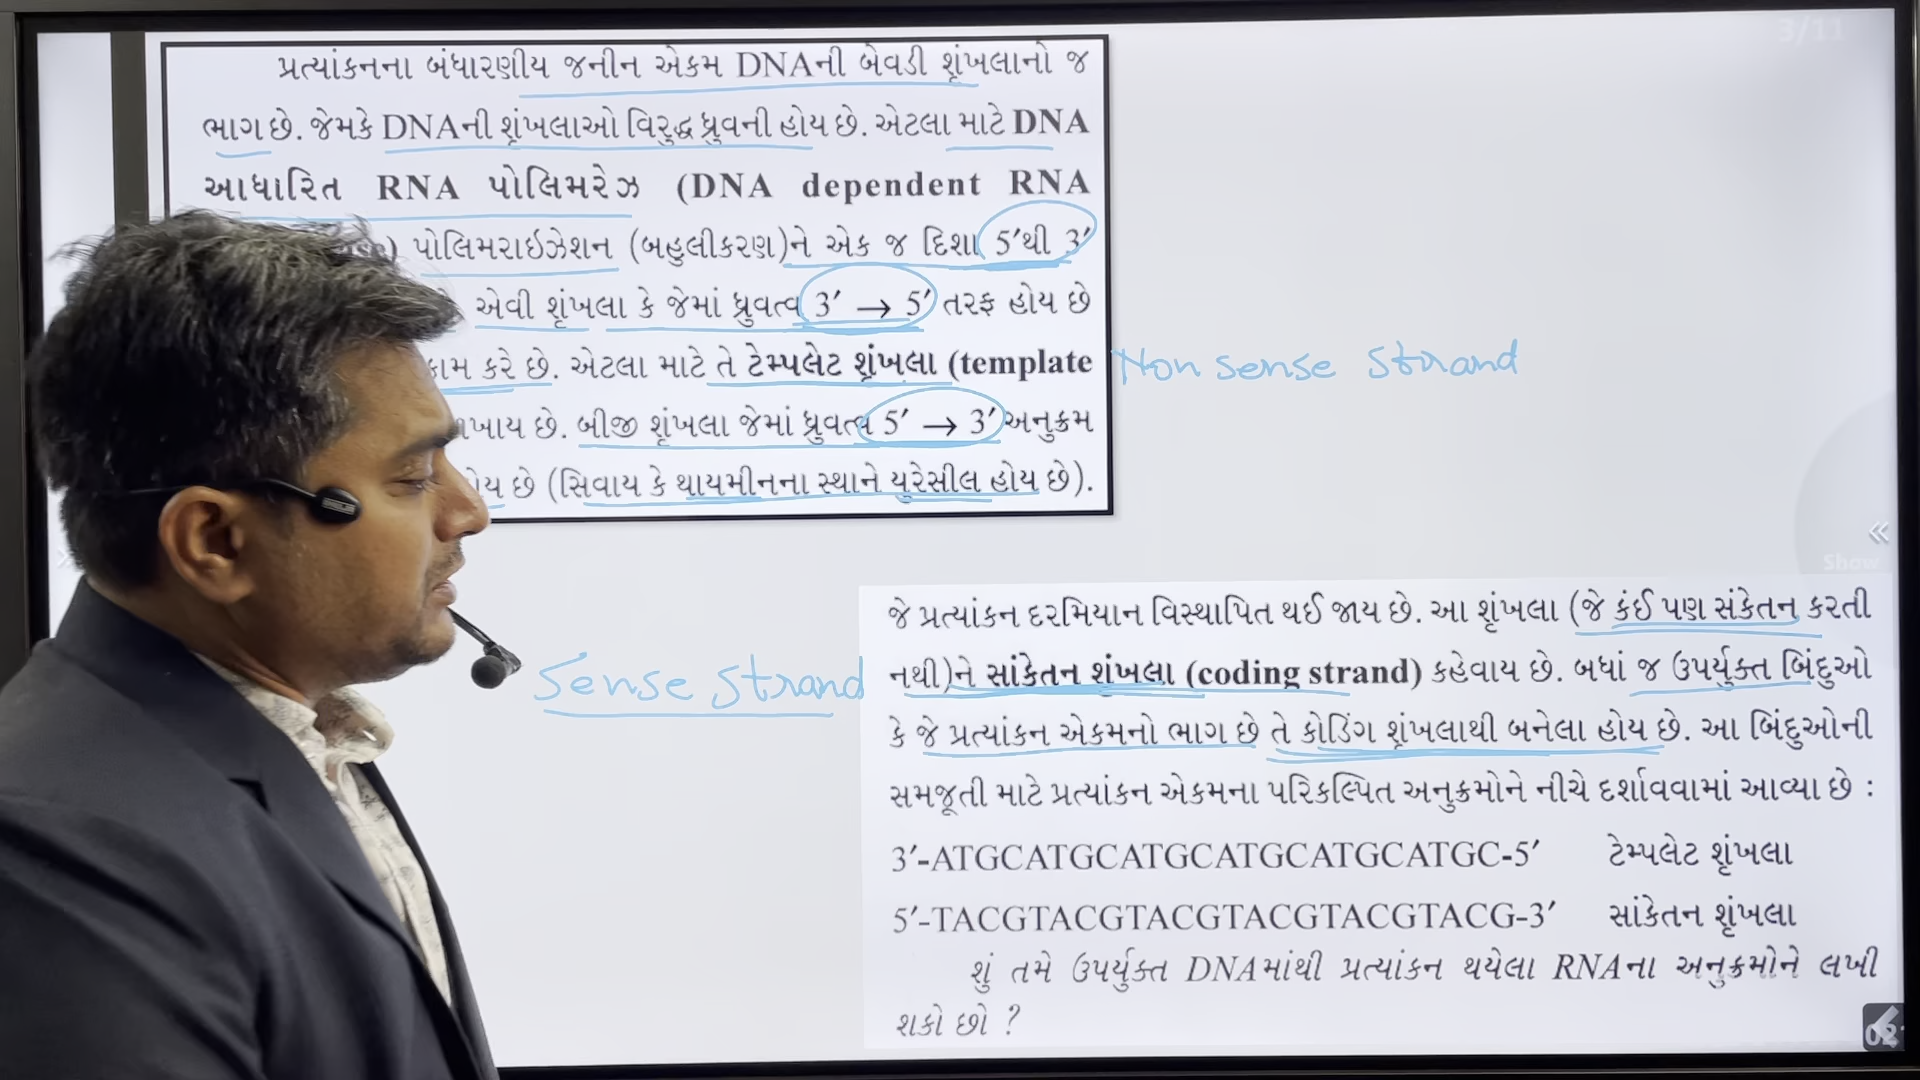 3/11
પ્રત્યાંકનના બંધારણીય જનીન એકમ DNAની બેવડી શૃંખલાનો જ
ભાગ છે. જેમકે DNAની શૃંખલાઓ વિરુદ્ધ ધ્રુવની હોય છે. એટલા માટે DNA
આધારિત RNA પોલિમરેઝ (DNA dependent RNA
પોલિમરાઇઝેશન (બહુલીકરણ)ને એક જ દિશા 5′થી 3′
એવી શૃંખલા કે જેમાં ધ્રુવત્વ 3′ → 5′ તરફ હોય છે
કામ કરે છે. એટલા માટે તે ટેમ્પલેટ શૃંખલા (template Non sense strand
છે. બીજી શૃંખલા જેમાં ધ્રુવત્વ 5′ → 3′ અનુક્રમ
છે (સિવાય કે થાયમીનના સ્થાને યુરેસીલ હોય છે).
Show
જે પ્રત્યાંકન દરમિયાન વિસ્થાપિત થઈ જાય છે. આ શૃંખલા (જે કંઈ પણ સંકેતન કરતી
Sense strand
નથી)ને સાંકેતન શૃંખલા (coding strand) કહેવાય છે. બધાં જ ઉપર્યુક્ત બિંદુઓ
કે જે પ્રત્યાંકન એકમનો ભાગ છે તે કોડિંગ શૃંખલાથી બનેલા હોય છે. આ બિંદુઓની
સમજૂતી માટે પ્રત્યાંકન એકમના પરિકલ્પિત અનુક્રમોને નીચે દર્શાવવામાં આવ્યા છે :
3′-ATGCATGCATGCATGCATGCATGC-5′ ટેમ્પલેટ શૃંખલા
5′-TACGTACGTACGTACGTACGTACG-3′ સાંકેતન શૃંખલા
શું તમે ઉપર્યુક્ત DNAમાંથી પ્રત્યાંકન થયેલા RNAના અનુક્રમોને લખી
શકો છો ?